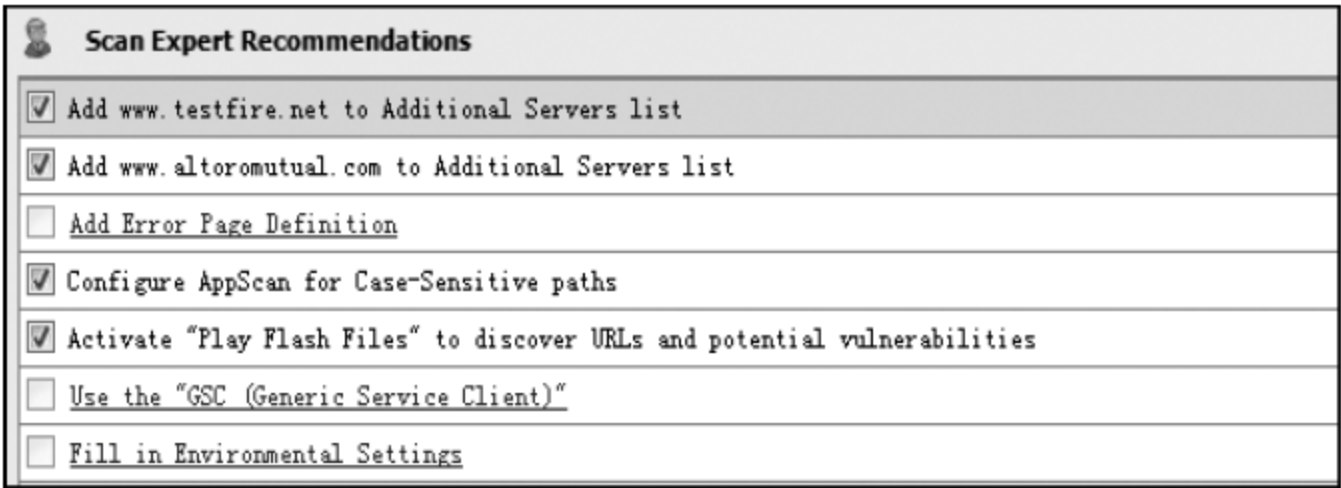 Scan Expert Recommendations
Add www.testfire.net to Additional Servers list
Add www.altoromutual.com to Additional Servers list
Add Error Page Definition
Configure AppScan for Case-Sensitive paths
Activate "Play Flash Files" to discover URLs and potential vulnerabilities
Use the "GSC (Generic Service Client)"
Fill in Environmental Settings